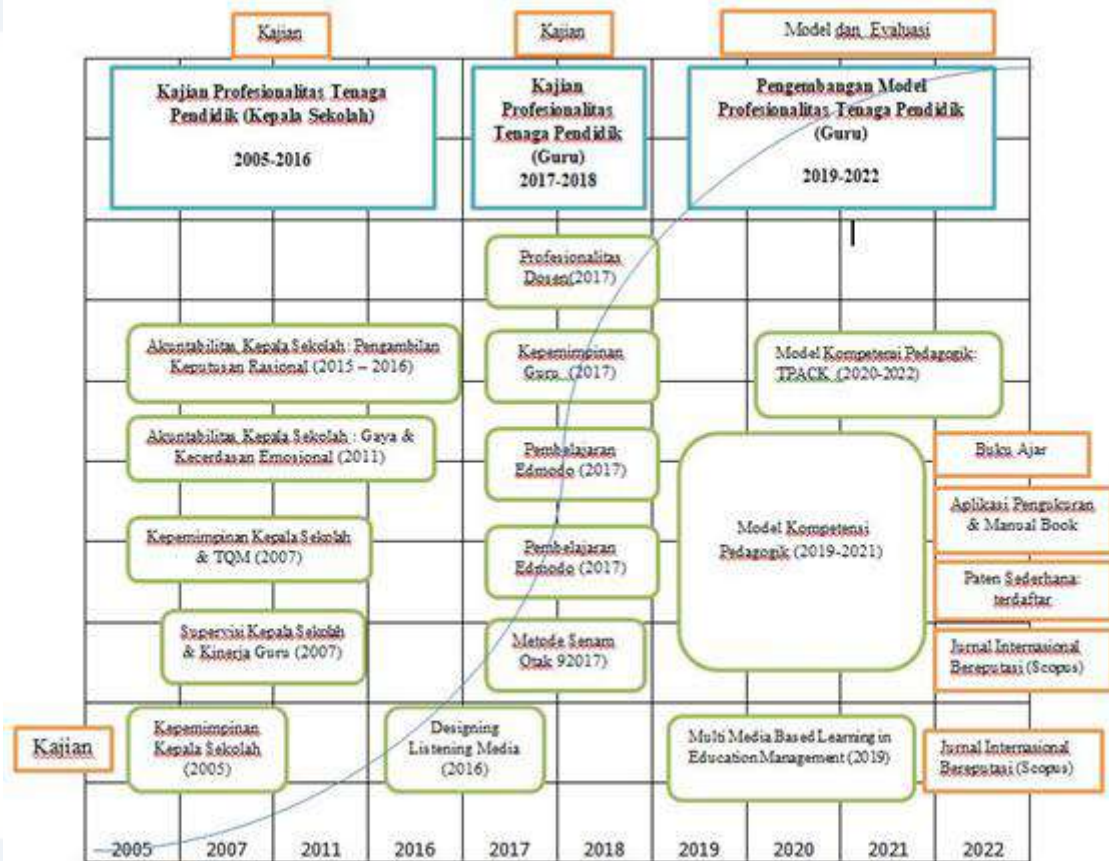 Kajian
Kajian
Model dan Evaluasi
Kajian Profesionalitas Tenaga
Pendidik (Kepala Sekolah)
2005-2016
Kajian
Profesionalitas
Tenaga Pendidik
(Guru)
2017-2018
Pengembangan Model
Profesionalitas Tenaga Pendidik
(Guru)
2019-2022
Profesionalitas
Dosen(2017)
Akuntabilitas Kepala Sekolah : Pengambilan
Keputusan Rasional (2015 – 2016)
Kepemimpinan
Guru (2017)
Model Kompetensi Pedagogik:
TPACK (2020-2022)
Akuntabilitas Kepala Sekolah : Gaya &
Kecerdasan Emosional (2011)
Pembelajaran
Edmodo (2017)
Buku Ajar
Aplikasi Pengukuran
& Manual Book
Kepemimpinan Kepala Sekolah
& TQM (2007)
Pembelajaran
Edmodo (2017)
Model Kompetensi
Pedagogik (2019-2021)
Paten Sederhana:
terdaftar
Supervisi Kepala Sekolah
& Kinerja Guru (2007)
Metode Senam
Otak 92017)
Jurnal Internasional
Bereputasi (Scopus)
Kajian
Kepemimpinan
Kepala Sekolah
(2005)
Designing
Listening Media
(2016)
Multi Media Based Learning in
Education Management (2019)
Jurnal Internasional
Bereputasi (Scopus)
2005 2007 2011 2016 2017 2018 2019 2020 2021 2022